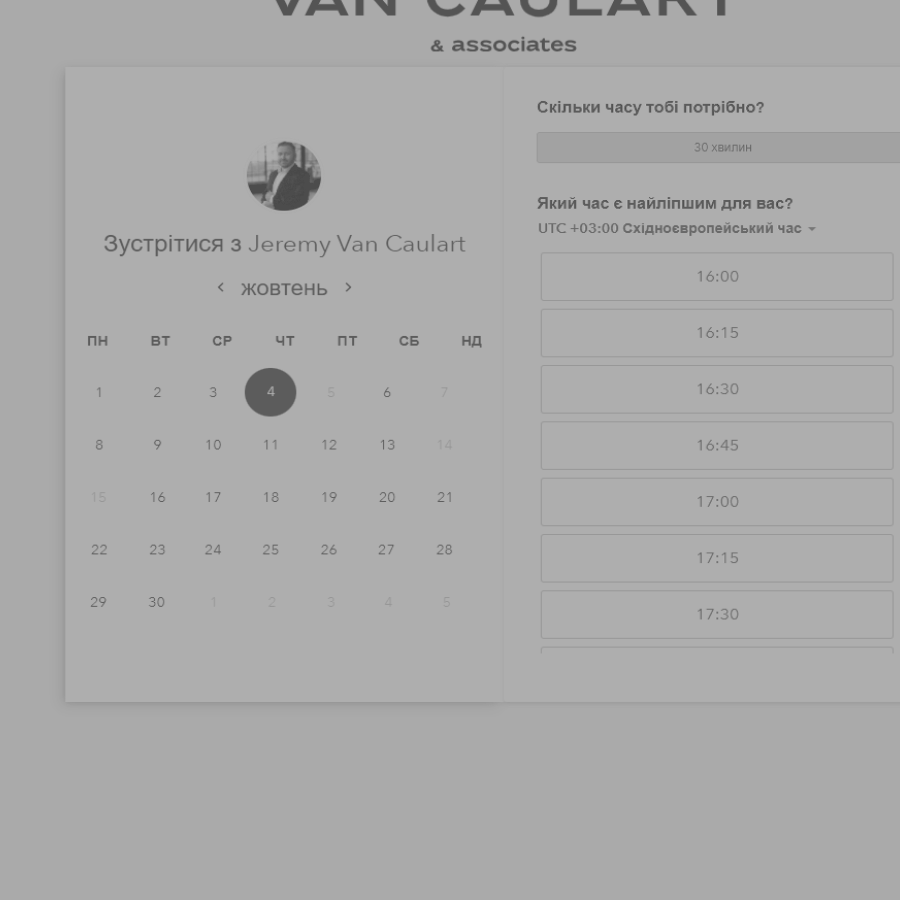 VAN CAULART
& associates
Зустрітися з Jeremy Van Caulart
‹ жовтень ›
ПН ВТ СР ЧТ ПТ СБ НД
1 2 3 4 5 6 7
8 9 10 11 12 13 14
15 16 17 18 19 20 21
22 23 24 25 26 27 28
29 30 1 2 3 4 5
Скільки часу тобі потрібно?
30 хвилин
Який час є найліпшим для вас?
UTC +03:00 Східноєвропейський час
16:00
16:15
16:30
16:45
17:00
17:15
17:30